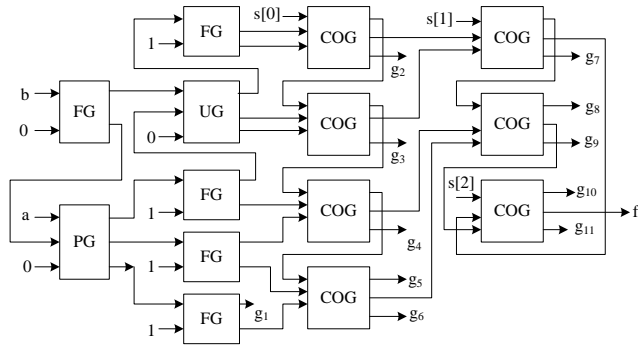 s[0]
s[1]
1
FG
COG
COG
g2
g7
b
0
FG
UG
0
COG
g3
COG
g8
g9
a
0
PG
FG
1
COG
g4
s[2]
COG
g10
g11
f
1
FG
COG
g5
g6
1
FG
g1